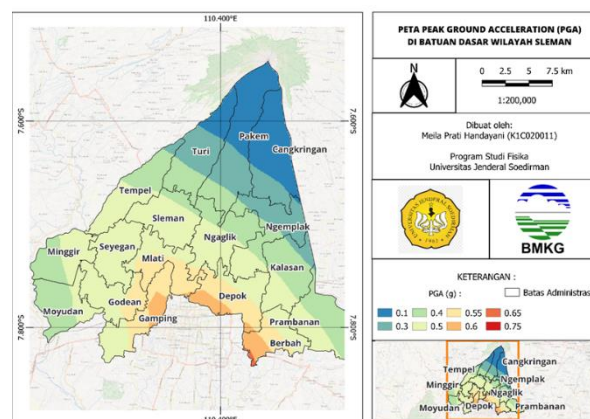 110.400°E
PETA PEAK GROUND ACCELERATION (PGA)
DI BATUAN DASAR WILAYAH SLEMAN
0 2.5 5 7.5 km
1:200,000
7.600°S
7.600°S
Pakem
Turi
Cangkringan
Dibuat oleh:
Meila Prati Handayani (K1C020011)
Program Studi Fisika
Universitas Jenderal Soedirman
Tempel
Sleman
Ngemplak
Ngaglik
Minggir
Seyegan
Mlati
Kalasan
BMKG
KETERANGAN :
PGA (g) :
Batas Administrasi
0.1 0.4 0.55 0.65
0.3 0.5 0.6 0.75
Moyudan
Godean
Depok
Gamping
Prambanan
Berbah
7.800°S
7.800°S
110.400°E
Cangkringan
Tempel
Ngemplak
Minggir
Ngaglik
Moyudan
Depok
Prambanan